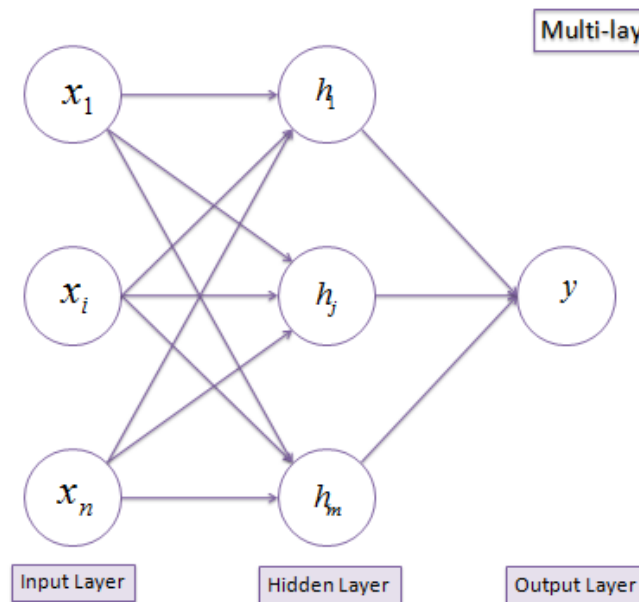 Multi-lay
x₁ h₁
xᵢ hⱼ y
xₙ hₘ
Input Layer Hidden Layer Output Layer